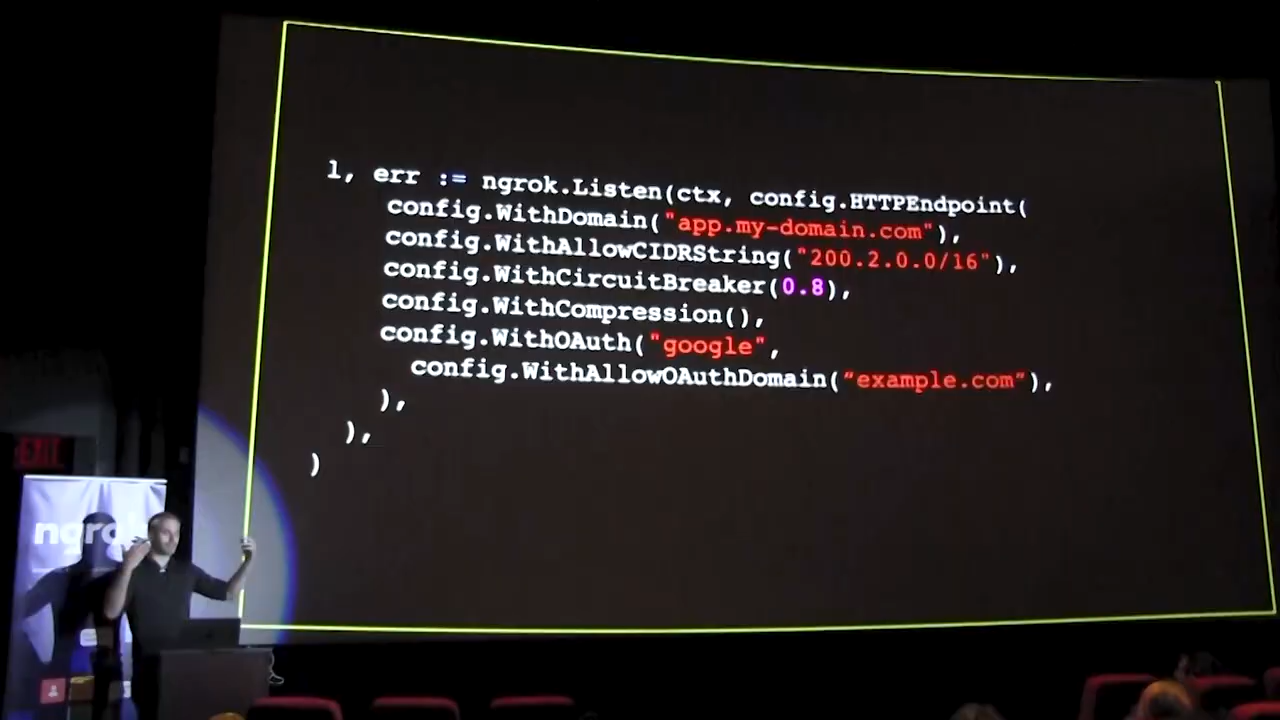 l, err := ngrok.Listen(ctx, config.HTTPEndpoint(
config.WithDomain("app.my-domain.com"),
config.WithAllowCIDRString("200.2.0.0/16"),
config.WithCircuitBreaker(0.8),
config.WithCompression(),
config.WithOAuth("google",
config.WithAllowOAuthDomain(“example.com”),
),
),
)
EXIT
ngrok